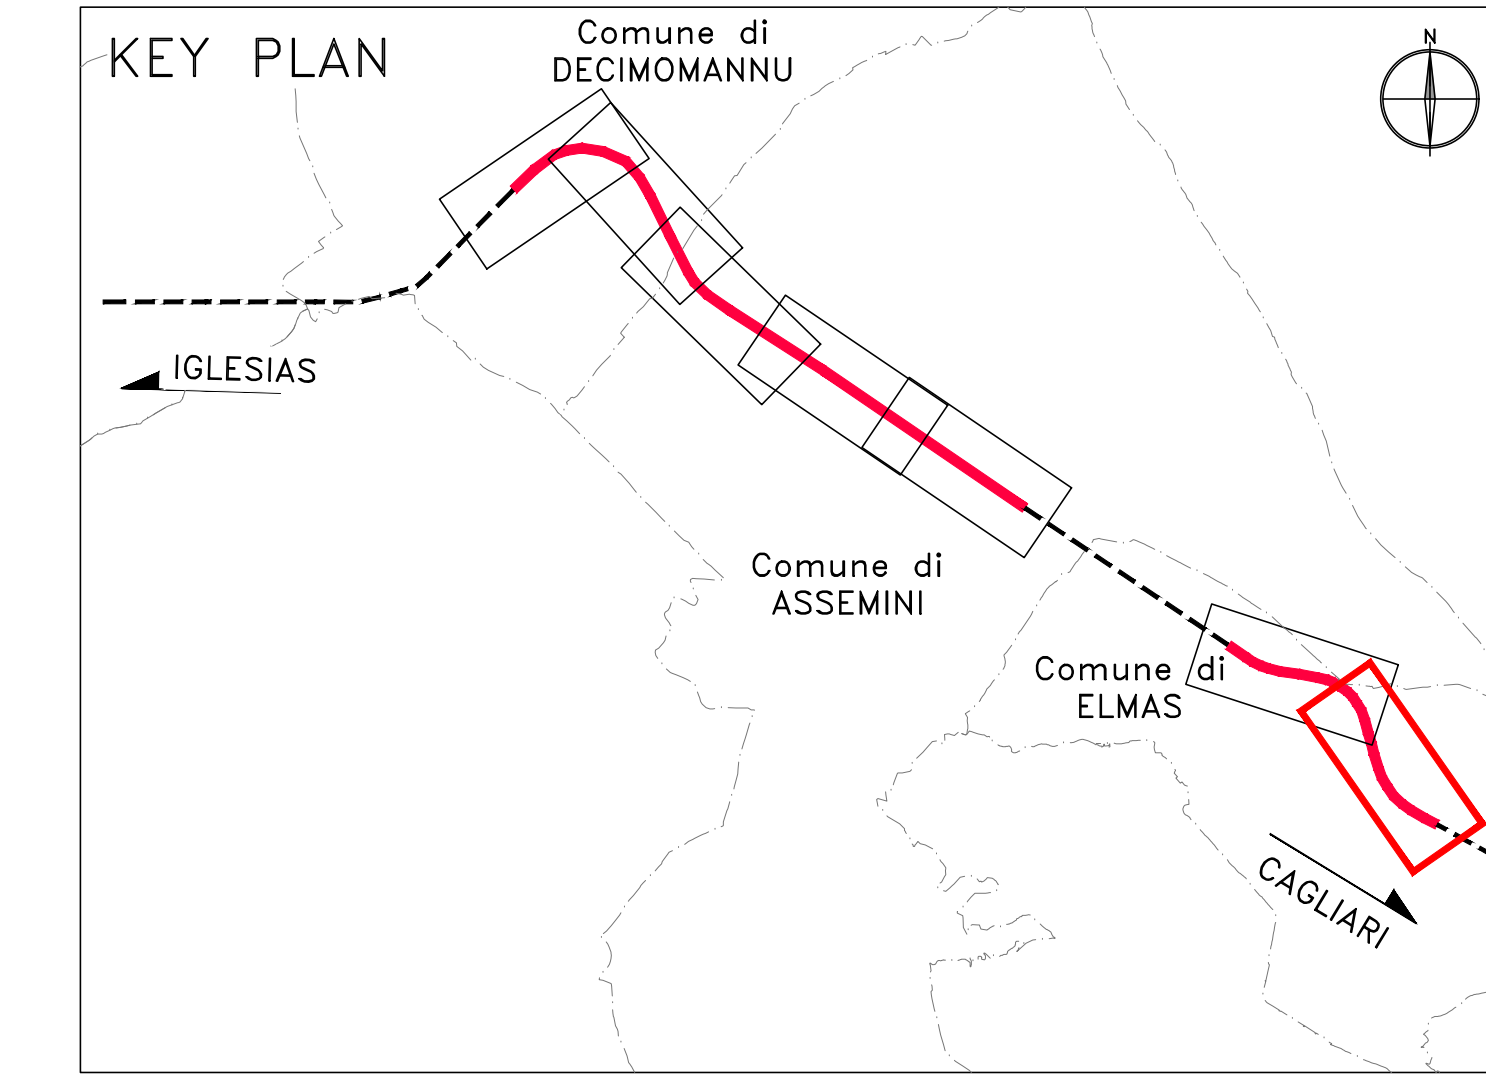 KEY PLAN
Comune di
DECIMOMANNU
N
IGLESIAS
Comune di
ASSEMINI
Comune di
ELMAS
CAGLIARI